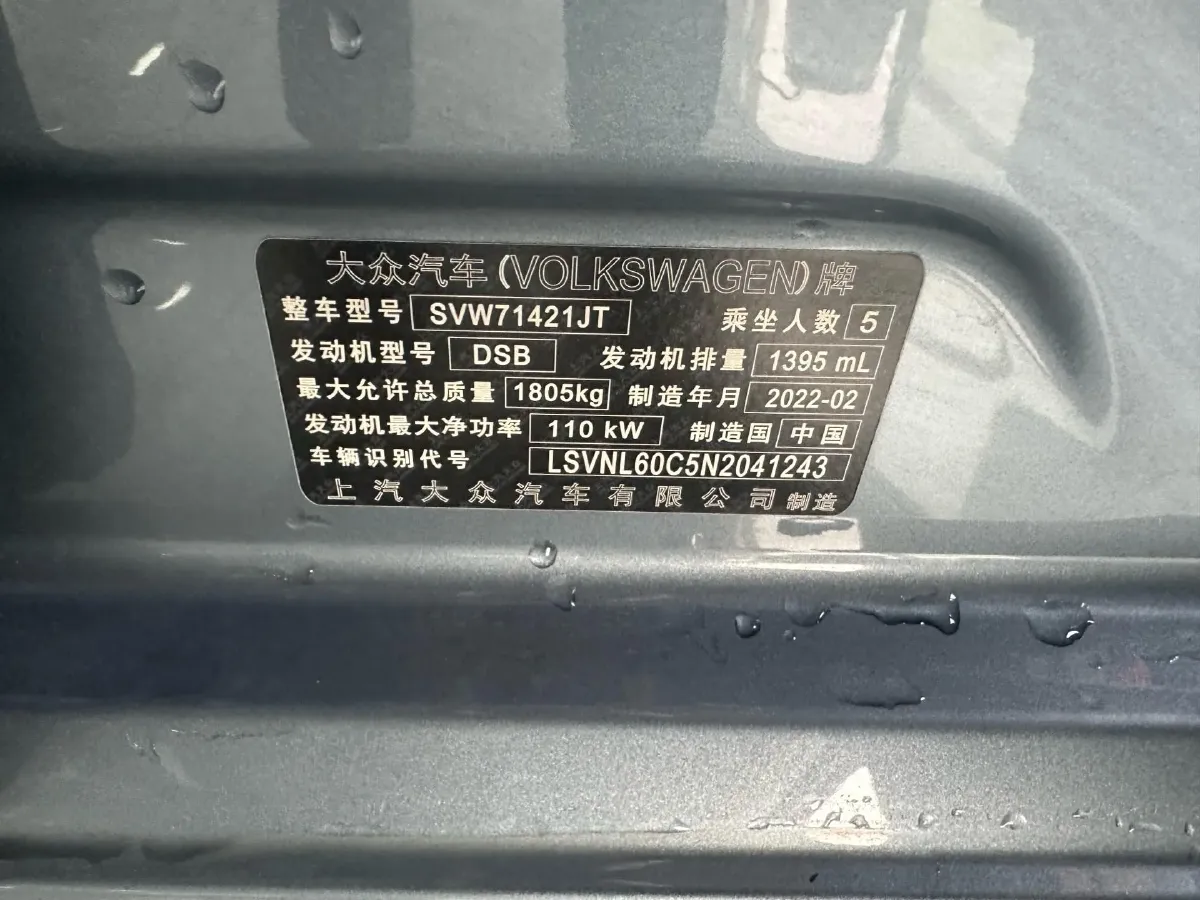 大众汽车(VOLKSWAGEN)牌
整车型号 SVW71421JT 乘坐人数 5
发动机型号 DSB 发动机排量 1395 mL
最大允许总质量 1805kg 制造年月 2022-02
发动机最大净功率 110 kW 制造国 中国
车辆识别代号 LSVNL60C5N2041243
上汽大众汽车有限公司 制造